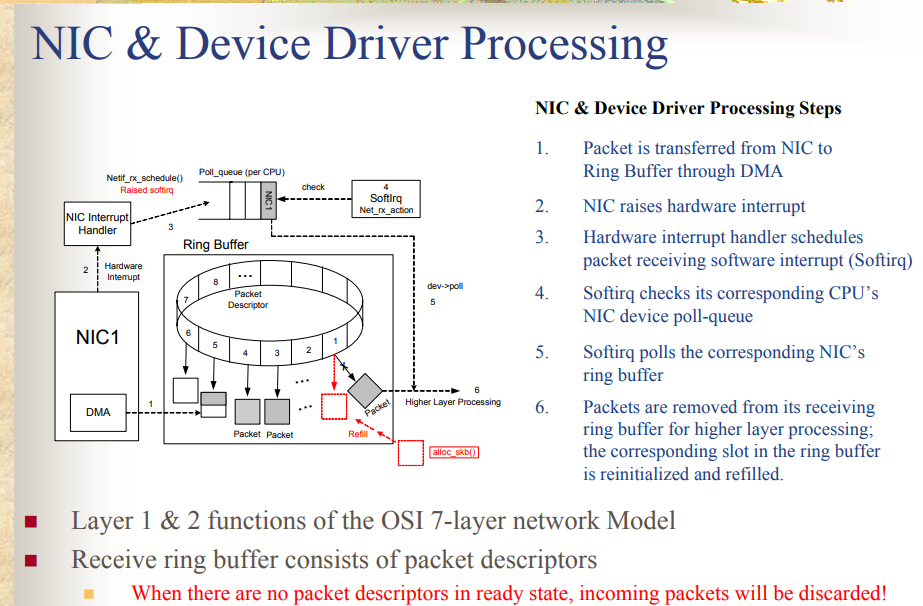 NIC & Device Driver Processing
NIC & Device Driver Processing Steps
1. Packet is transferred from NIC to
Ring Buffer through DMA
2. NIC raises hardware interrupt
3. Hardware interrupt handler schedules
packet receiving software interrupt (Softirq)
4. Softirq checks its corresponding CPU's
NIC device poll-queue
5. Softirq polls the corresponding NIC's
ring buffer
6. Packets are removed from its receiving
ring buffer for higher layer processing;
the corresponding slot in the ring buffer
is reinitialized and refilled.
Netif_rx_schedule()
Raised softirq
Poll_queue (per CPU)
check
4
SoftIrq
Net_rx_action
NIC1
NIC Interrupt
Handler
3
Ring Buffer
2
Hardware
Interrupt
8
...
Packet
Descriptor
7
dev->poll
5
NIC1
6
5
4
3
2
1
x
...
...
6
Higher Layer Processing
DMA
1
Packet
Packet
Packet
Refill
alloc_skb()
Layer 1 & 2 functions of the OSI 7-layer network Model
Receive ring buffer consists of packet descriptors
When there are no packet descriptors in ready state, incoming packets will be discarded!